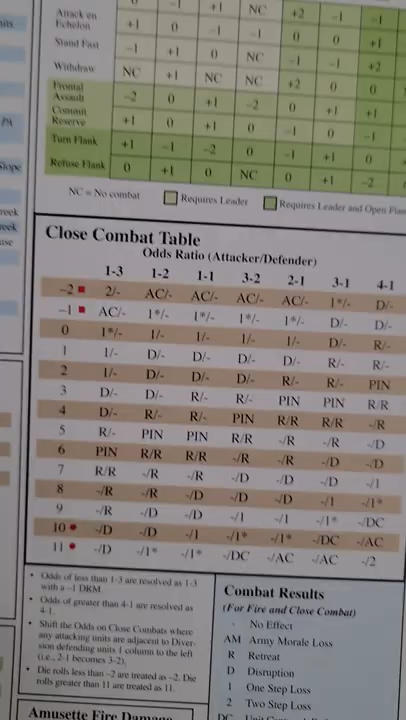 0 -1 +1 NC +2 -1 -1
Attack en Echelon +1 0 -1 -1 0 0 +1
Stand Fast -1 +1 0 NC -1 -1 +2
Withdraw NC +1 NC NC +2 0 0
Frontal Assault -2 0 +1 -2 0 +1 +1
Commit Reserve +1 0 +1 0 -1 0 -1
Turn Flank +1 -1 -2 0 -1 +1 0
Refuse Flank 0 +1 0 NC 0 +1 -2
NC = No combat Requires Leader Requires Leader and Open Flan
PA
Slope
Close Combat Table
Odds Ratio (Attacker/Defender)
1-3 1-2 1-1 3-2 2-1 3-1 4-1
-2 2/- AC/- AC/- AC/- AC/- 1*/- D/-
-1 AC/- 1*/- 1*/- 1*/- 1*/- D/- D/-
0 1*/- 1/- 1/- 1/- 1/- D/- R/-
1 1/- D/- D/- D/- D/- R/- R/-
2 1/- D/- D/- D/- R/- R/- PIN
3 D/- D/- R/- R/- PIN PIN R/R
4 D/- R/- R/- PIN R/R R/R -/R
5 R/- PIN PIN R/R -/R -/R -/D
6 PIN R/R R/R -/R -/R -/D -/D
7 R/R -/R -/R -/D -/D -/D -/1
8 -/R -/R -/D -/D -/D -/1 -/1*
9 -/R -/D -/D -/1 -/1 -/1* -/DC
10 -/D -/D -/1 -/1* -/1* -/DC -/AC
11 -/D -/1* -/1* -/DC -/AC -/AC -/2
• Odds of less than 1-3 are resolved as 1-3
with a -1 DRM.
• Odds of greater than 4-1 are resolved as
4-1.
• Shift the Odds on Close Combats where
any attacking units are adjacent to Diver-
sion defending units 1 column to the left
(i.e., 2-1 becomes 3-2).
• Die rolls less than -2 are treated as -2. Die
rolls greater than 11 are treated as 11.
Combat Results
(For Fire and Close Combat)
- No Effect
AM Army Morale Loss
R Retreat
D Disruption
1 One Step Loss
2 Two Step Loss
Amusette Fire Damage